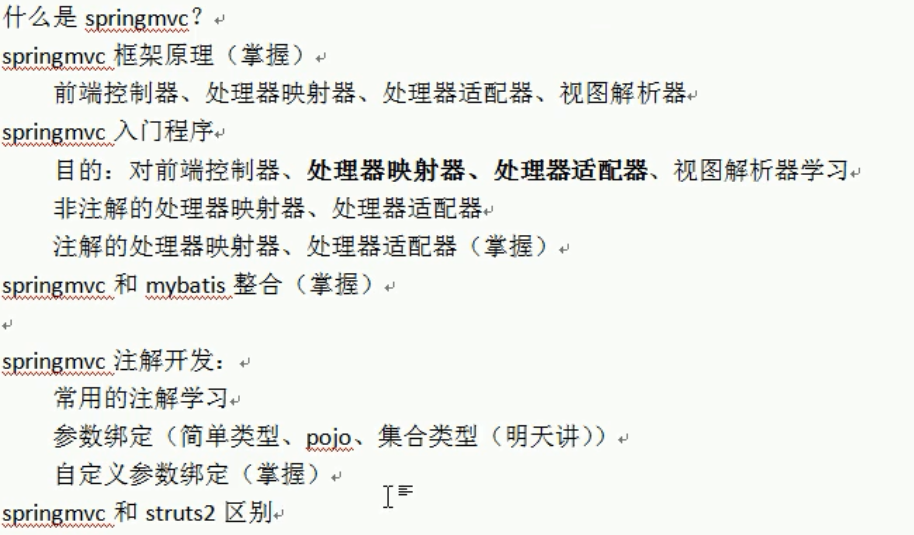 什么是 springmvc？
springmvc 框架原理（掌握）
前端控制器、处理器映射器、处理器适配器、视图解析器
springmvc 入门程序
目的：对前端控制器、处理器映射器、处理器适配器、视图解析器学习
非注解的处理器映射器、处理器适配器
注解的处理器映射器、处理器适配器（掌握）
springmvc 和 mybatis 整合（掌握）
springmvc 注解开发：
常用的注解学习
参数绑定（简单类型、pojo、集合类型（明天讲））
自定义参数绑定（掌握）
springmvc 和 struts2 区别